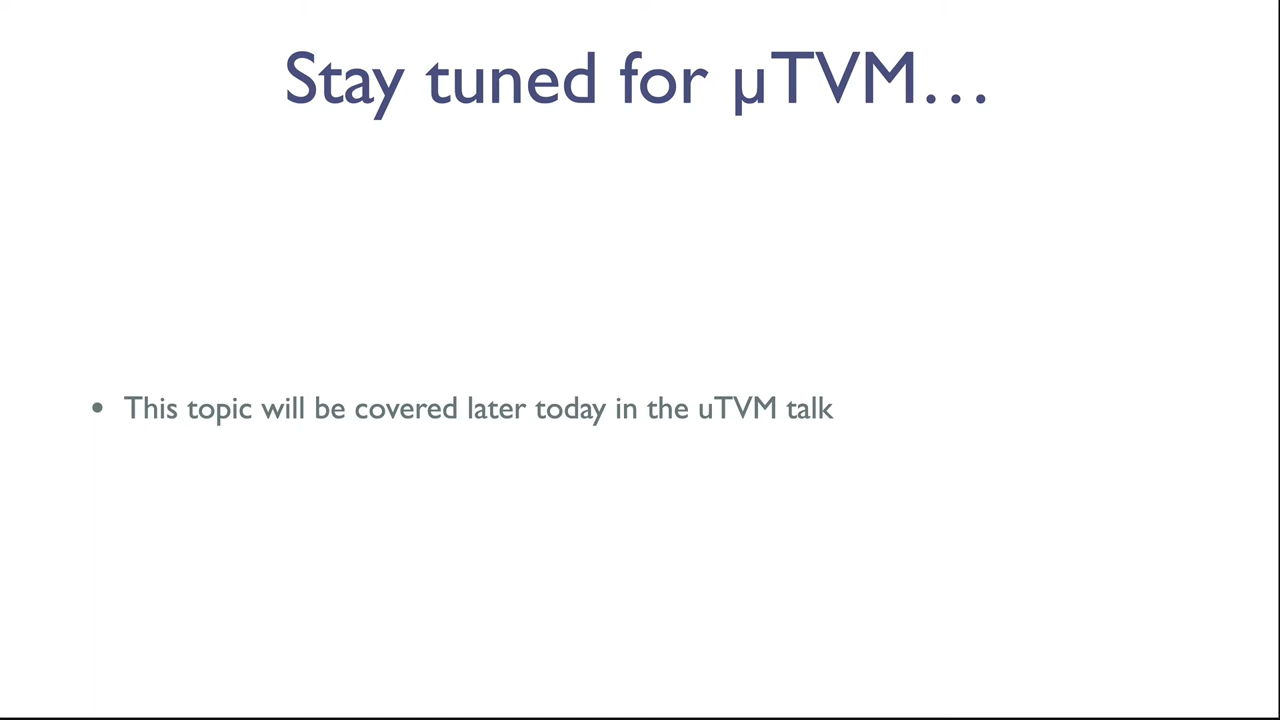 Stay tuned for µTVM…
• This topic will be covered later today in the uTVM talk